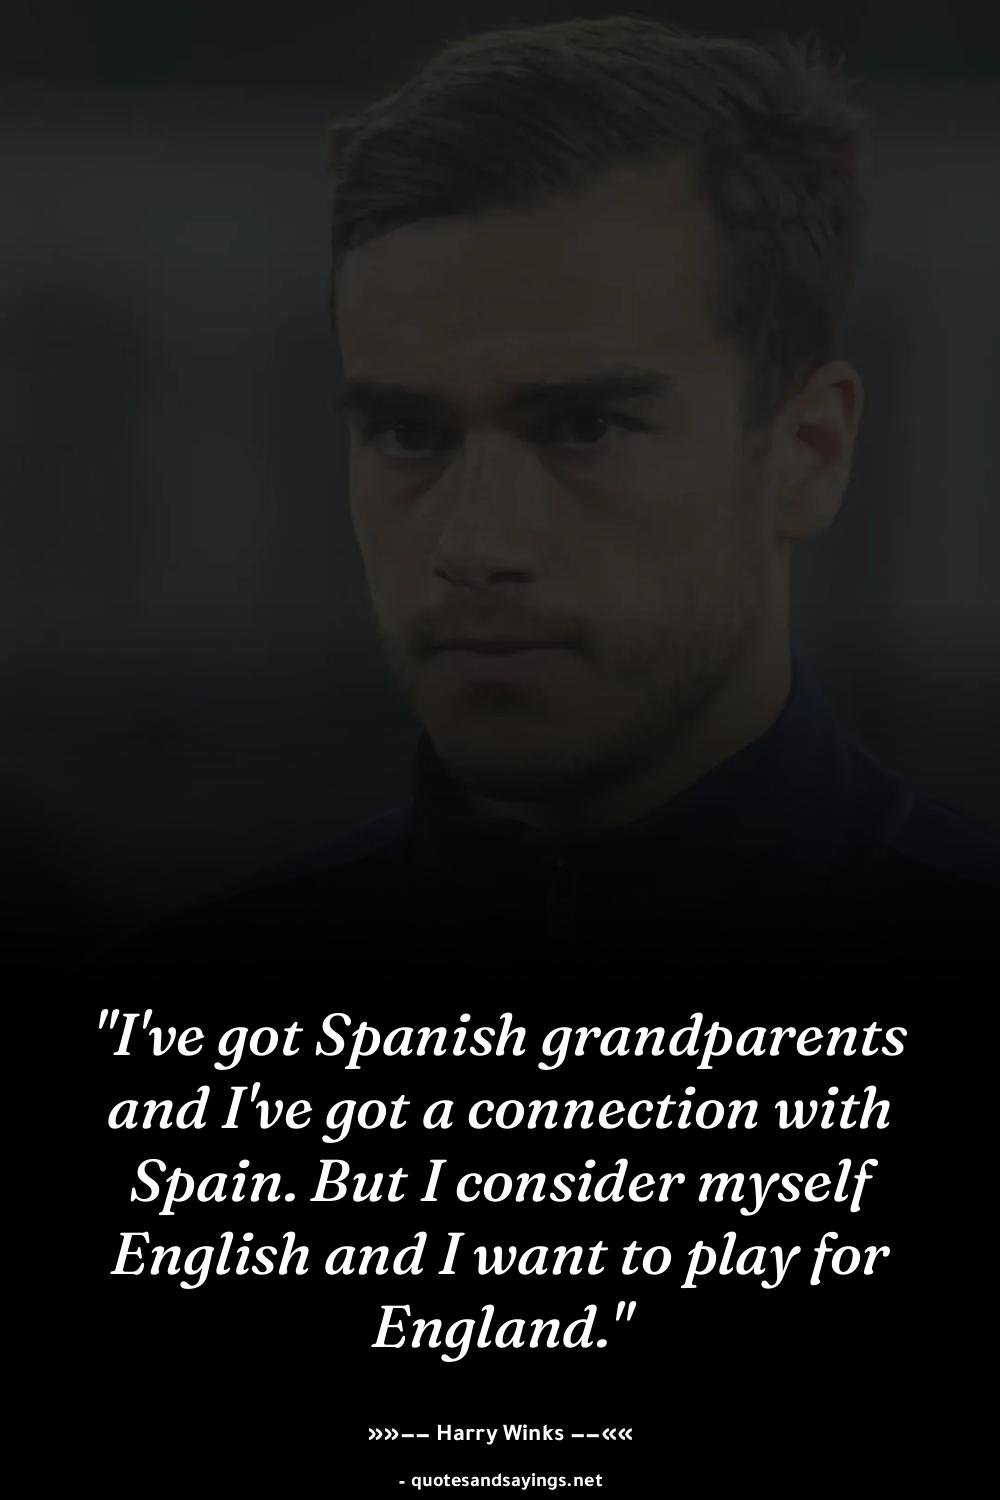 "I've got Spanish grandparents
and I've got a connection with
Spain. But I consider myself
English and I want to play for
England."
»»–– Harry Winks ––««
- quotesandsayings.net